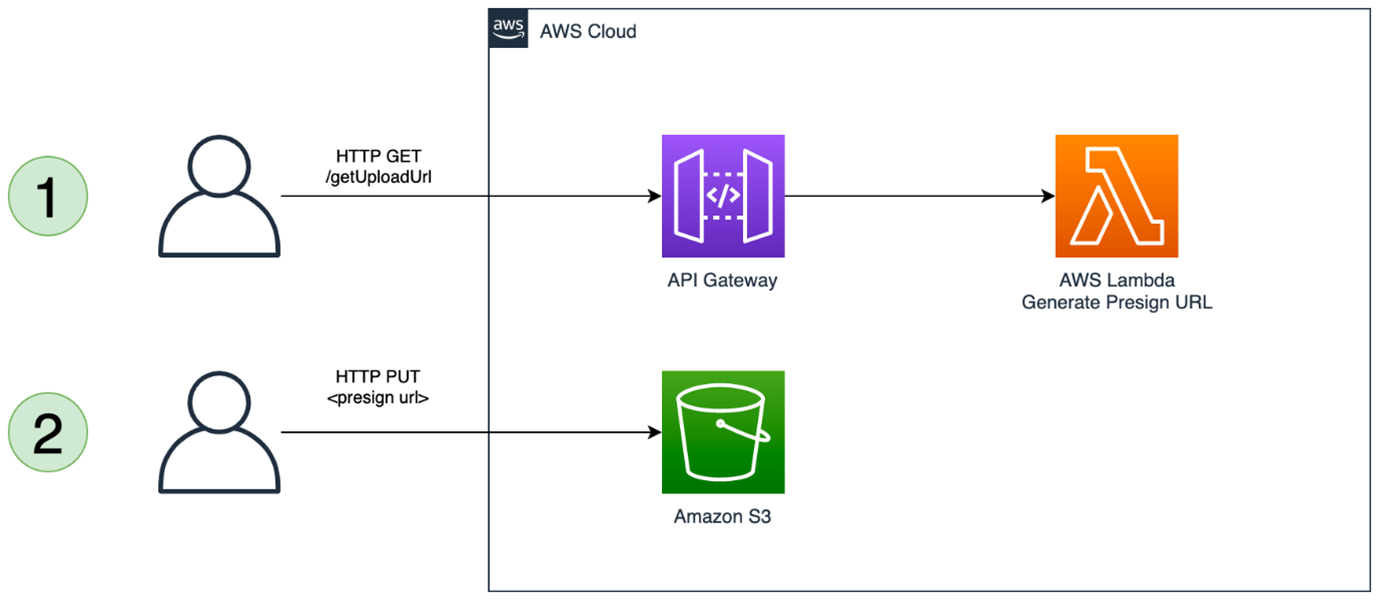 aws
AWS Cloud
1
HTTP GET
/getUploadUrl
</>
API Gateway
AWS Lambda
Generate Presign URL
2
HTTP PUT
<presign url>
Amazon S3